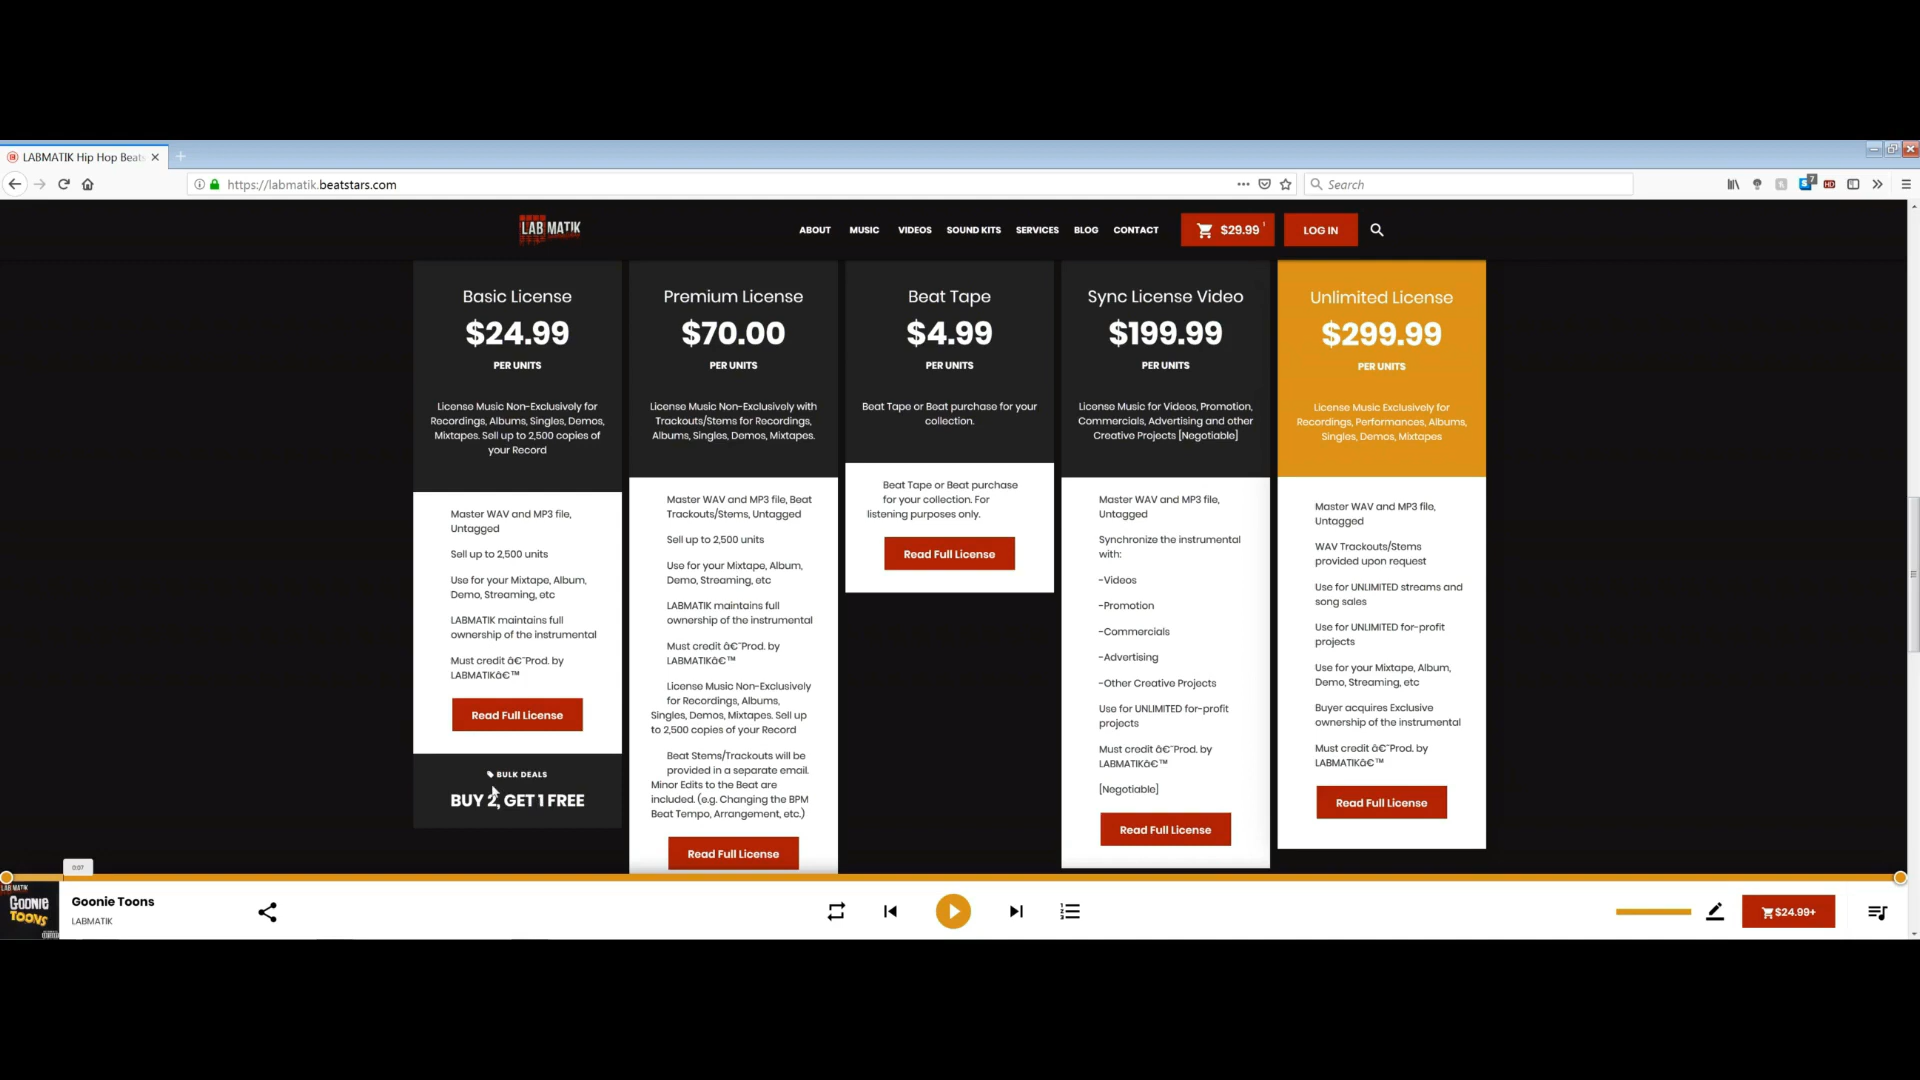 LABMATIK Hip Hop Beats
https://labmatik.beatstars.com
Search
7
HD
LAB MATIK
ABOUT MUSIC VIDEOS SOUND KITS SERVICES BLOG CONTACT
$29.99 1
LOG IN
Basic License
$24.99
PER UNITS
License Music Non-Exclusively for
Recordings, Albums, Singles, Demos,
Mixtapes. Sell up to 2,500 copies of
your Record
Master WAV and MP3 file,
Untagged
Sell up to 2,500 units
Use for your Mixtape, Album,
Demo, Streaming, etc
LABMATIK maintains full
ownership of the instrumental
Must credit â€˜Prod. by
LABMATIKâ€™
Read Full License
BULK DEALS
BUY 2, GET 1 FREE
Premium License
$70.00
PER UNITS
License Music Non-Exclusively with
Trackouts/Stems for Recordings,
Albums, Singles, Demos, Mixtapes.
Master WAV and MP3 file, Beat
Trackouts/Stems, Untagged
Sell up to 2,500 units
Use for your Mixtape, Album,
Demo, Streaming, etc
LABMATIK maintains full
ownership of the instrumental
Must credit â€˜Prod. by
LABMATIKâ€™
License Music Non-Exclusively
for Recordings, Albums,
Singles, Demos, Mixtapes. Sell up
to 2,500 copies of your Record
Beat Stems/Trackouts will be
provided in a separate email.
Minor Edits to the Beat are
included. (e.g. Changing the BPM
Beat Tempo, Arrangement, etc.)
Read Full License
Beat Tape
$4.99
PER UNITS
Beat Tape or Beat purchase for your
collection.
Beat Tape or Beat purchase
for your collection. For
listening purposes only.
Read Full License
Sync License Video
$199.99
PER UNITS
License Music for Videos, Promotion,
Commercials, Advertising and other
Creative Projects [Negotiable]
Master WAV and MP3 file,
Untagged
Synchronize the instrumental
with:
-Videos
-Promotion
-Commercials
-Advertising
-Other Creative Projects
Use for UNLIMITED for-profit
projects
Must credit â€˜Prod. by
LABMATIKâ€™
[Negotiable]
Read Full License
Unlimited License
$299.99
PER UNITS
License Music Exclusively for
Recordings, Performances, Albums,
Singles, Demos, Mixtapes
Master WAV and MP3 file,
Untagged
WAV Trackouts/Stems
provided upon request
Use for UNLIMITED streams and
song sales
Use for UNLIMITED for-profit
projects
Use for your Mixtape, Album,
Demo, Streaming, etc
Buyer acquires Exclusive
ownership of the instrumental
Must credit â€˜Prod. by
LABMATIKâ€™
Read Full License
0:07
LAB MATIK
GOONIE
TOONS
Goonie Toons
LABMATIK
$24.99+